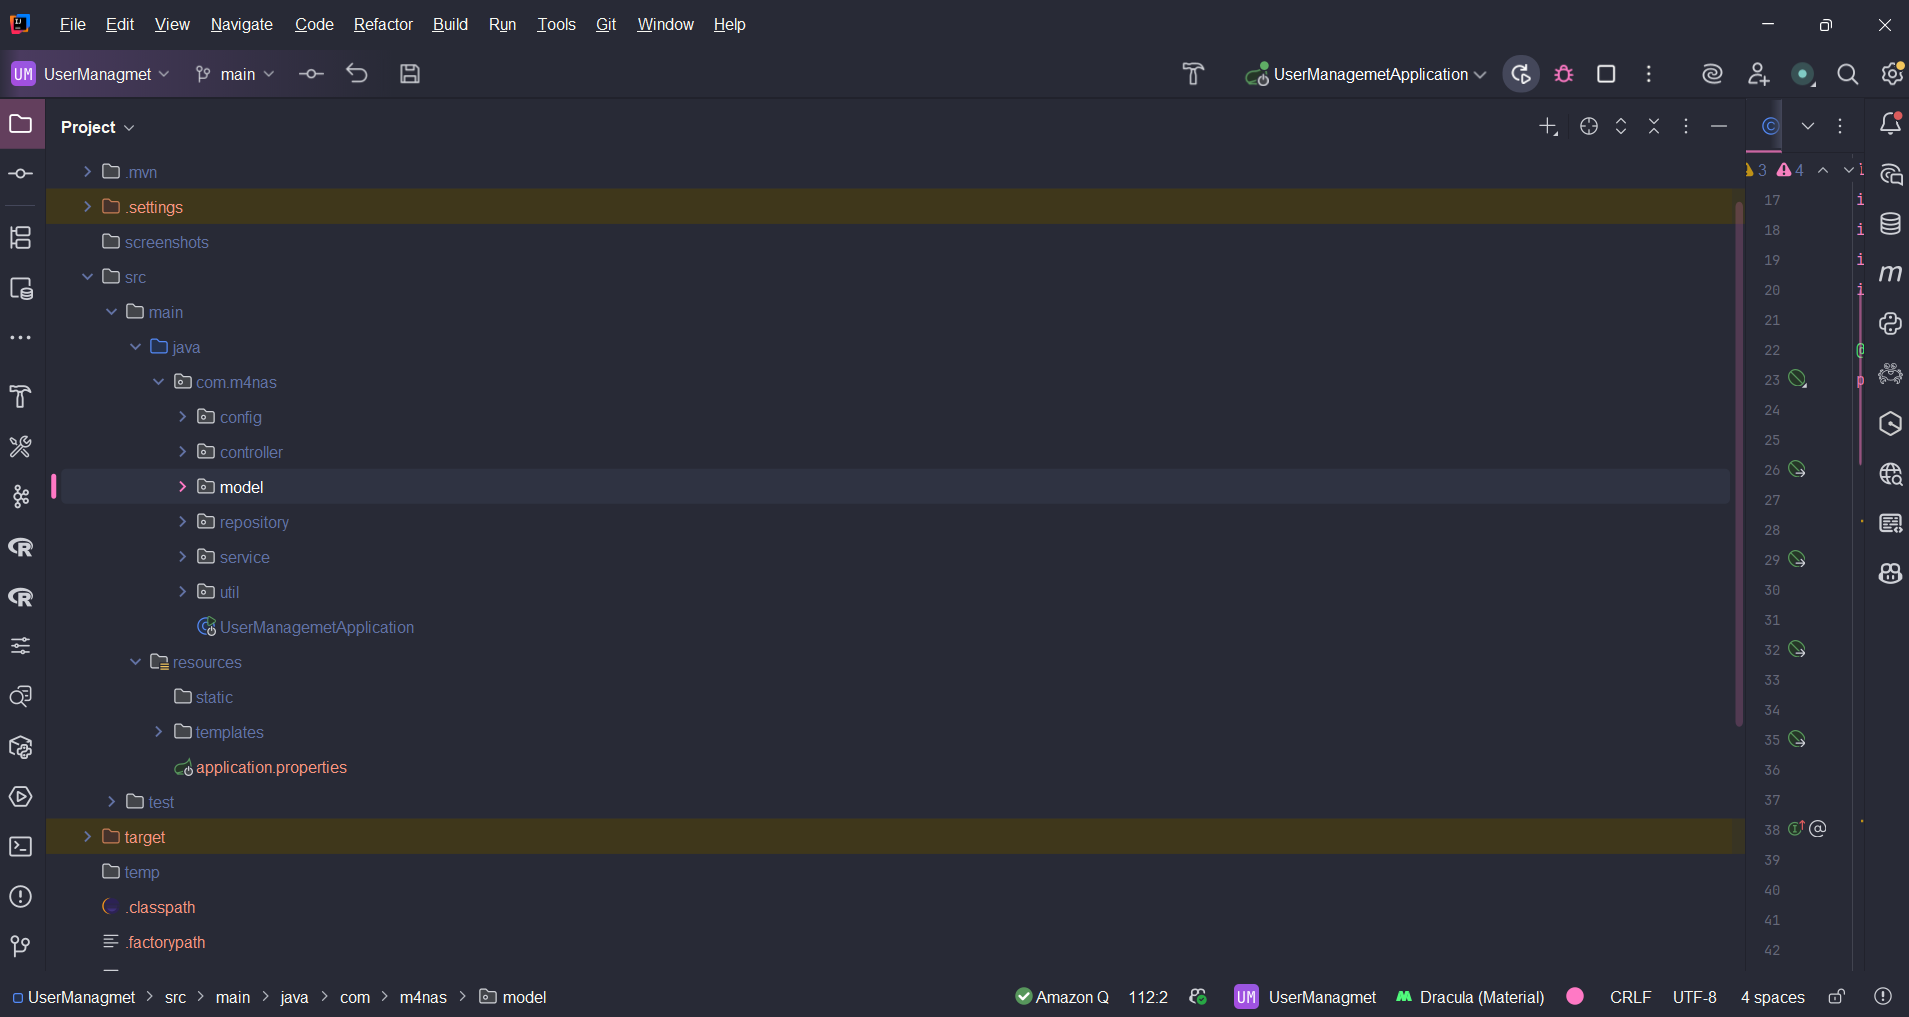 File Edit View Navigate Code Refactor Build Run Tools Git Window Help
UM UserManagmet main UserManagemetApplication
Project
3 4
.mvn
.settings
screenshots
src
main
java
com.m4nas
config
controller
model
repository
service
util
UserManagemetApplication
resources
static
templates
application.properties
test
target
temp
.classpath
.factorypath
17
18
19
20
21
22
23
24
25
26
27
28
29
30
31
32
33
34
35
36
37
38
39
40
41
42
i
i
i
i
@
p
UserManagmet > src > main > java > com > m4nas > model Amazon Q 112:2 UM UserManagmet Dracula (Material) CRLF UTF-8 4 spaces